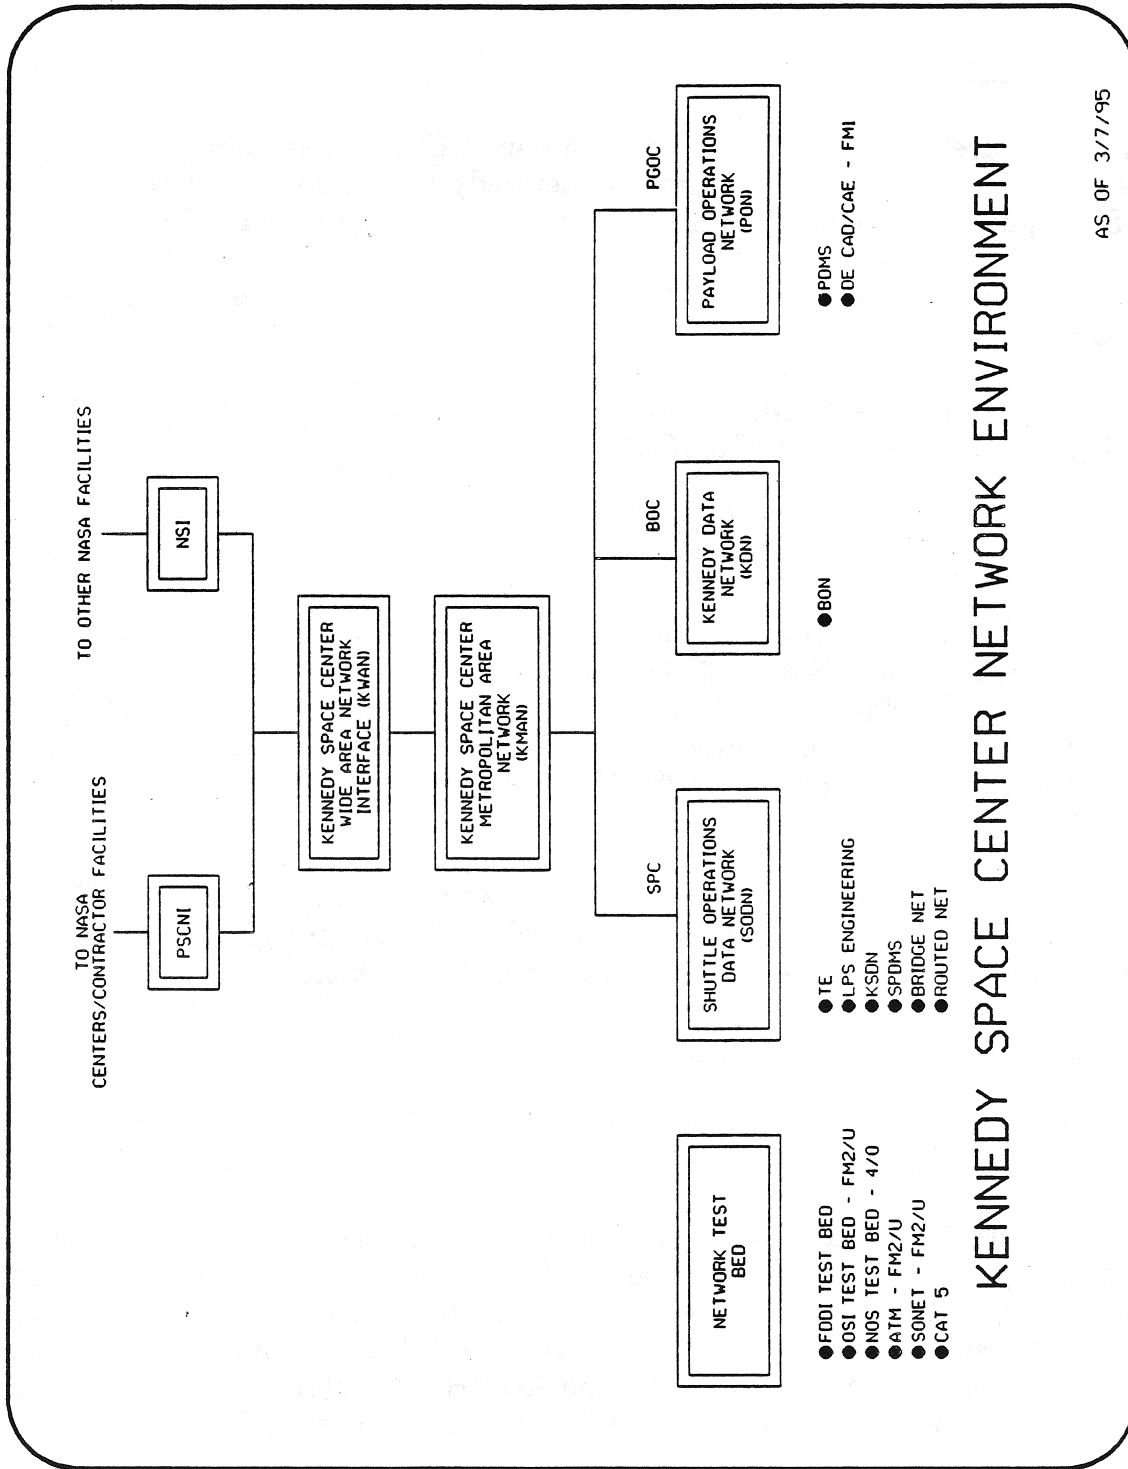 TO NASA
CENTERS/CONTRACTOR FACILITIES
TO OTHER NASA FACILITIES
PSCNI
NSI
KENNEDY SPACE CENTER
WIDE AREA NETWORK
INTERFACE (KWAN)
KENNEDY SPACE CENTER
METROPOLITAN AREA
NETWORK
(KMAN)
SPC
BOC
PGOC
NETWORK TEST
BED
SHUTTLE OPERATIONS
DATA NETWORK
(SODN)
KENNEDY DATA
NETWORK
(KDN)
PAYLOAD OPERATIONS
NETWORK
(PON)
●FDDI TEST BED
●OSI TEST BED - FM2/U
●NOS TEST BED - 4/0
●ATM - FM2/U
●SONET - FM2/U
●CAT 5
●TE
●LPS ENGINEERING
●KSDN
●SPDMS
●BRIDGE NET
●ROUTED NET
●BON
●PDMS
●DE CAD/CAE - FMI
KENNEDY SPACE CENTER NETWORK ENVIRONMENT
AS OF 3/7/95